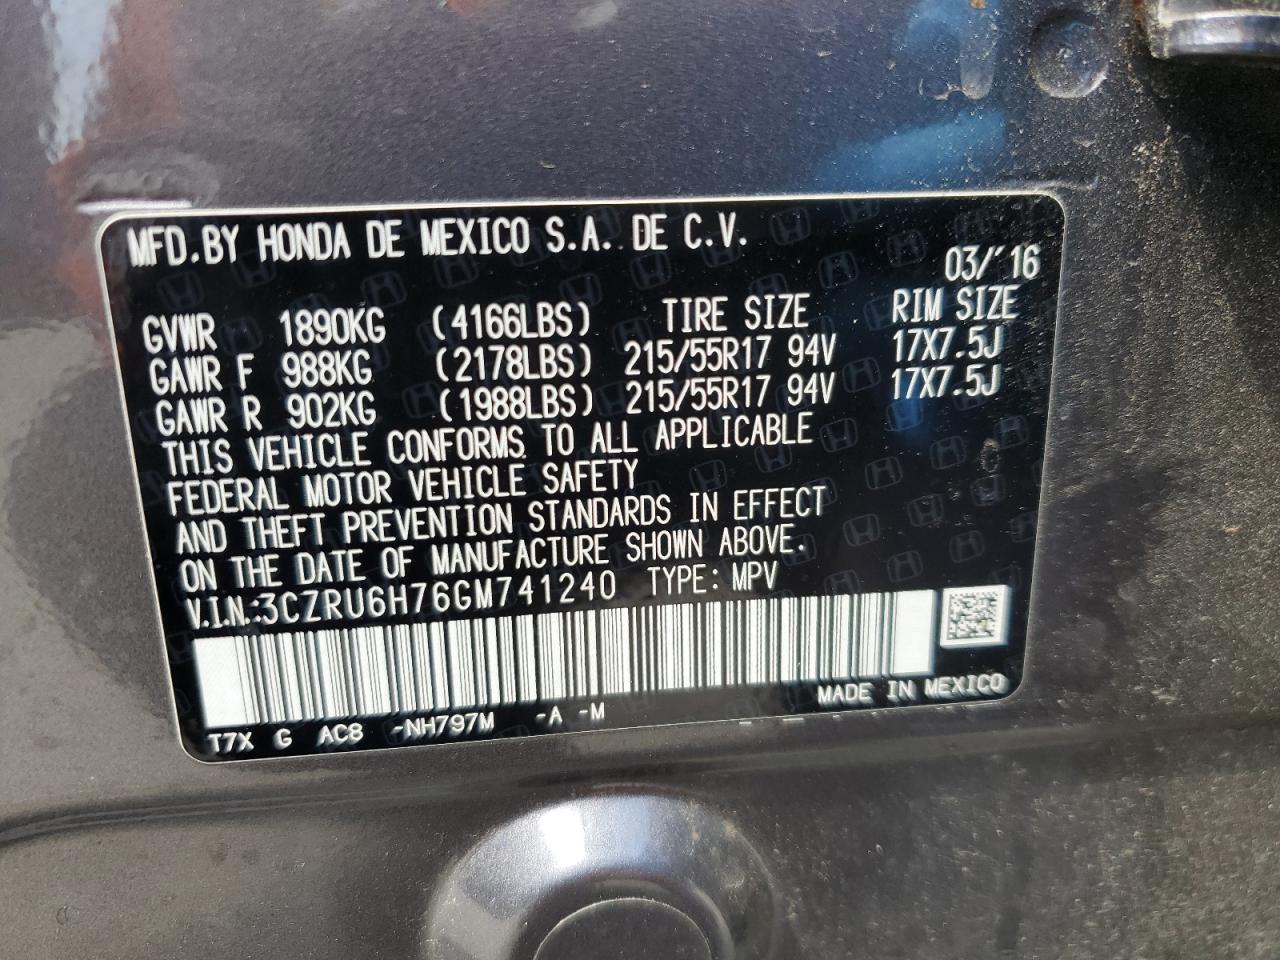 MFD.BY HONDA DE MEXICO S.A. DE C.V.
03/'16
GVWR 1890KG (4166LBS) TIRE SIZE RIM SIZE
GAWR F 988KG (2178LBS) 215/55R17 94V 17X7.5J
GAWR R 902KG (1988LBS) 215/55R17 94V 17X7.5J
THIS VEHICLE CONFORMS TO ALL APPLICABLE
FEDERAL MOTOR VEHICLE SAFETY
AND THEFT PREVENTION STANDARDS IN EFFECT
ON THE DATE OF MANUFACTURE SHOWN ABOVE.
V.I.N.:3CZRU6H76GM741240 TYPE: MPV
MADE IN MEXICO
T7X G AC8 -NH797M -A -M